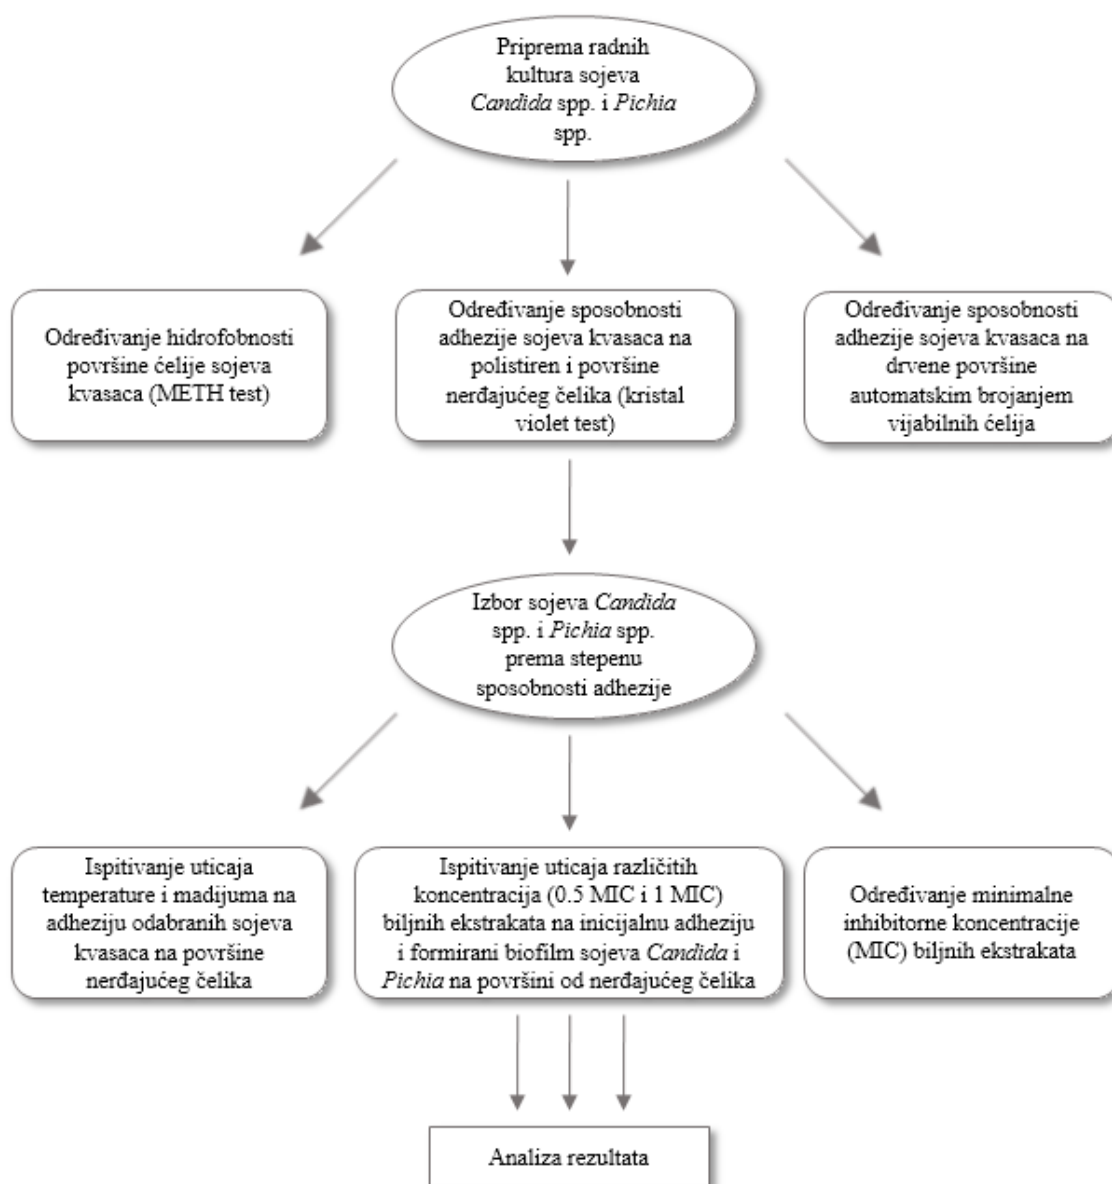 Priprema radnih
kultura sojeva
Candida spp. i Pichia
spp.
Određivanje hidrofobnosti
površine ćelije sojeva
kvasaca (METH test)
Određivanje sposobnosti
adhezije sojeva kvasaca na
polistiren i površine
nerđajućeg čelika (kristal
violet test)
Određivanje sposobnosti
adhezije sojeva kvasaca na
drvene površine
automatskim brojanjem
vijabilnih ćelija
Izbor sojeva Candida
spp. i Pichia spp.
prema stepenu
sposobnosti adhezije
Ispitivanje uticaja
temperature i madijuma na
adheziju odabranih sojeva
kvasaca na površine
nerđajućeg čelika
Ispitivanje uticaja različitih
koncentracija (0.5 MIC i 1 MIC)
biljnih ekstrakata na inicijalnu adheziju
i formirani biofilm sojeva Candida i
Pichia na površini od nerđajućeg čelika
Određivanje minimalne
inhibitorne koncentracije
(MIC) biljnih ekstrakata
Analiza rezultata